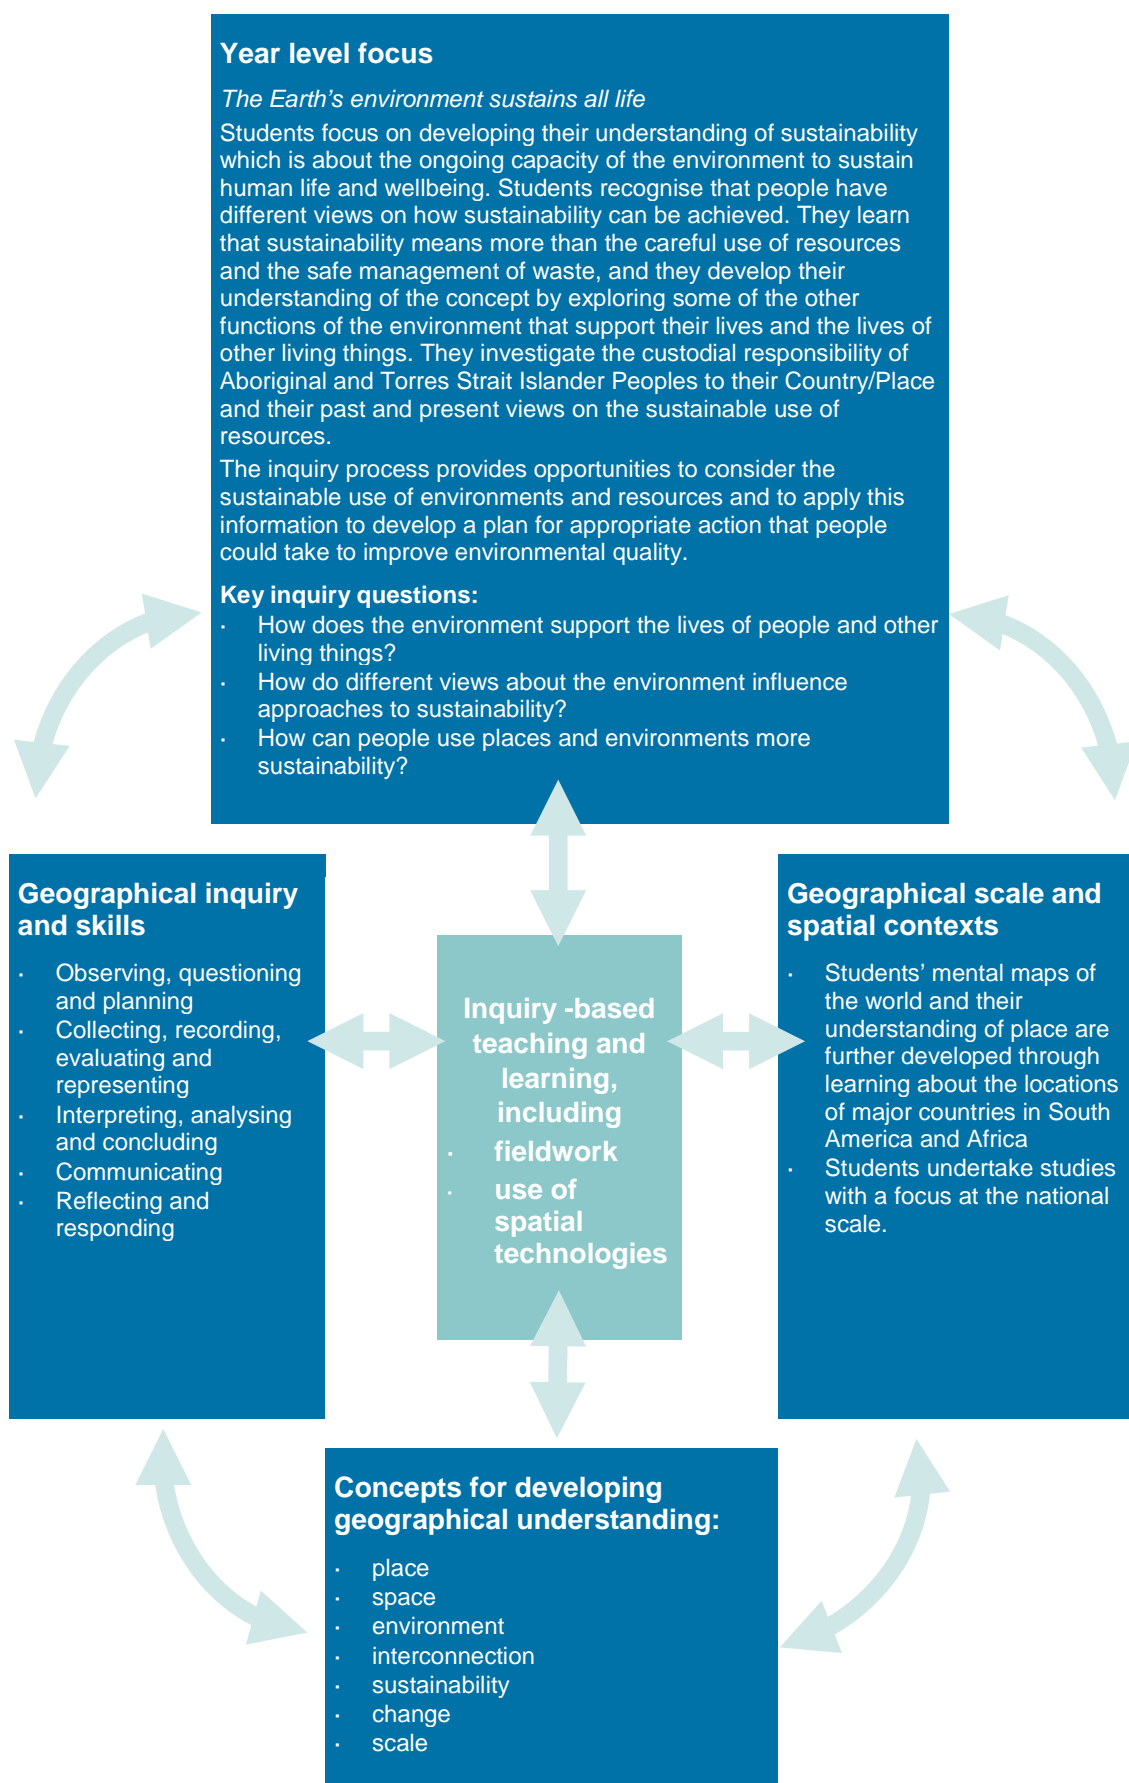 Year level focus
The Earth's environment sustains all life
Students focus on developing their understanding of sustainability
which is about the ongoing capacity of the environment to sustain
human life and wellbeing. Students recognise that people have
different views on how sustainability can be achieved. They learn
that sustainability means more than the careful use of resources
and the safe management of waste, and they develop their
understanding of the concept by exploring some of the other
functions of the environment that support their lives and the lives of
other living things. They investigate the custodial responsibility of
Aboriginal and Torres Strait Islander Peoples to their Country/Place
and their past and present views on the sustainable use of
resources.
The inquiry process provides opportunities to consider the
sustainable use of environments and resources and to apply this
information to develop a plan for appropriate action that people
could take to improve environmental quality.
Key inquiry questions:
· How does the environment support the lives of people and other
living things?
· How do different views about the environment influence
approaches to sustainability?
· How can people use places and environments more
sustainability?
Geographical inquiry
and skills
· Observing, questioning
and planning
· Collecting, recording,
evaluating and
representing
· Interpreting, analysing
and concluding
· Communicating
· Reflecting and
responding
Inquiry -based
teaching and
learning,
including
· fieldwork
· use of
spatial
technologies
Geographical scale and
spatial contexts
· Students' mental maps of
the world and their
understanding of place are
further developed through
learning about the locations
of major countries in South
America and Africa
· Students undertake studies
with a focus at the national
scale.
Concepts for developing
geographical understanding:
· place
· space
· environment
· interconnection
· sustainability
· change
· scale